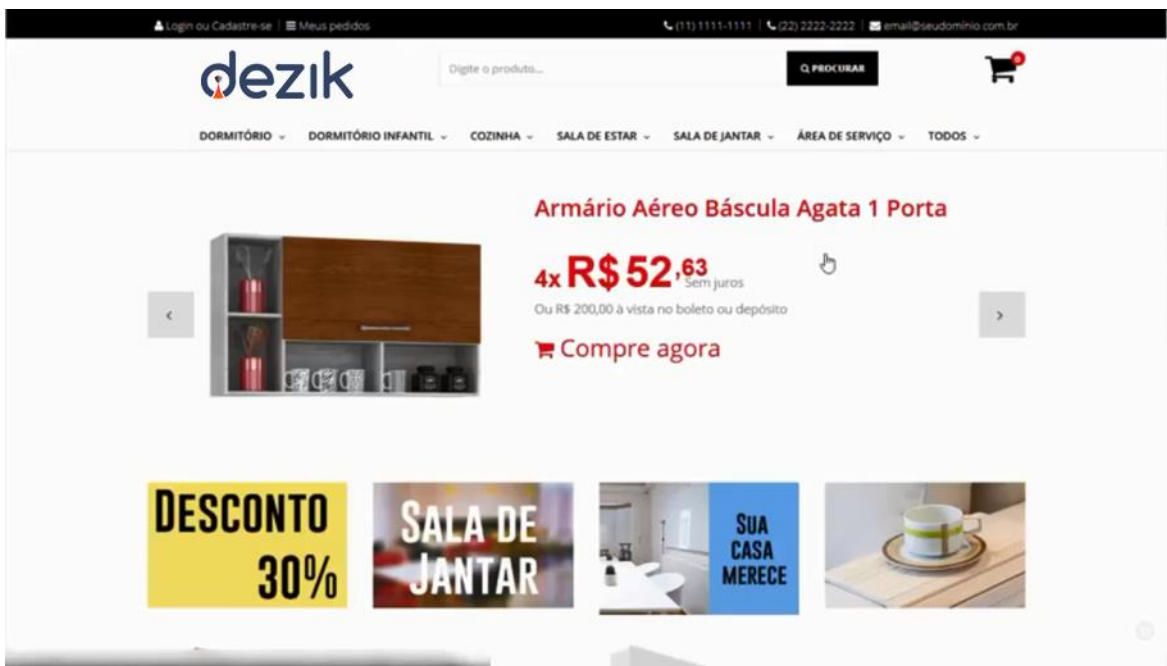 Login ou Cadastre-se | Meus pedidos
(11) 1111-1111 | (22) 2222-2222 | email@seudominio.com.br
dezik
Digite o produto...
PROCURAR
0
DORMITÓRIO DORMITÓRIO INFANTIL COZINHA SALA DE ESTAR SALA DE JANTAR ÁREA DE SERVIÇO TODOS
Armário Aéreo Báscula Agata 1 Porta
4x R$ 52,63 Sem juros
Ou R$ 200,00 à vista no boleto ou depósito
Compre agora
DESCONTO
30%
SALA DE
JANTAR
SUA
CASA
MERECE